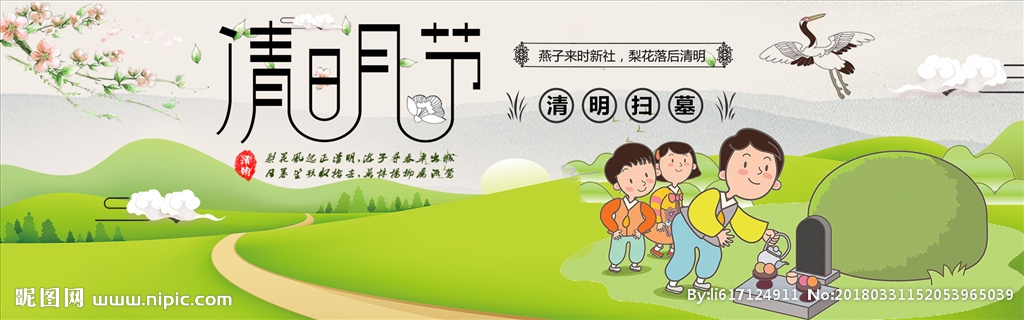 清明节
燕子来时新社，梨花落后清明
清明扫墓
梨花风起正清明，游子寻春半出城
日暮笙歌收拾去，万株杨柳属流莺
昵图网 www.nipic.com
By:li617124911 No:20180331152053965039